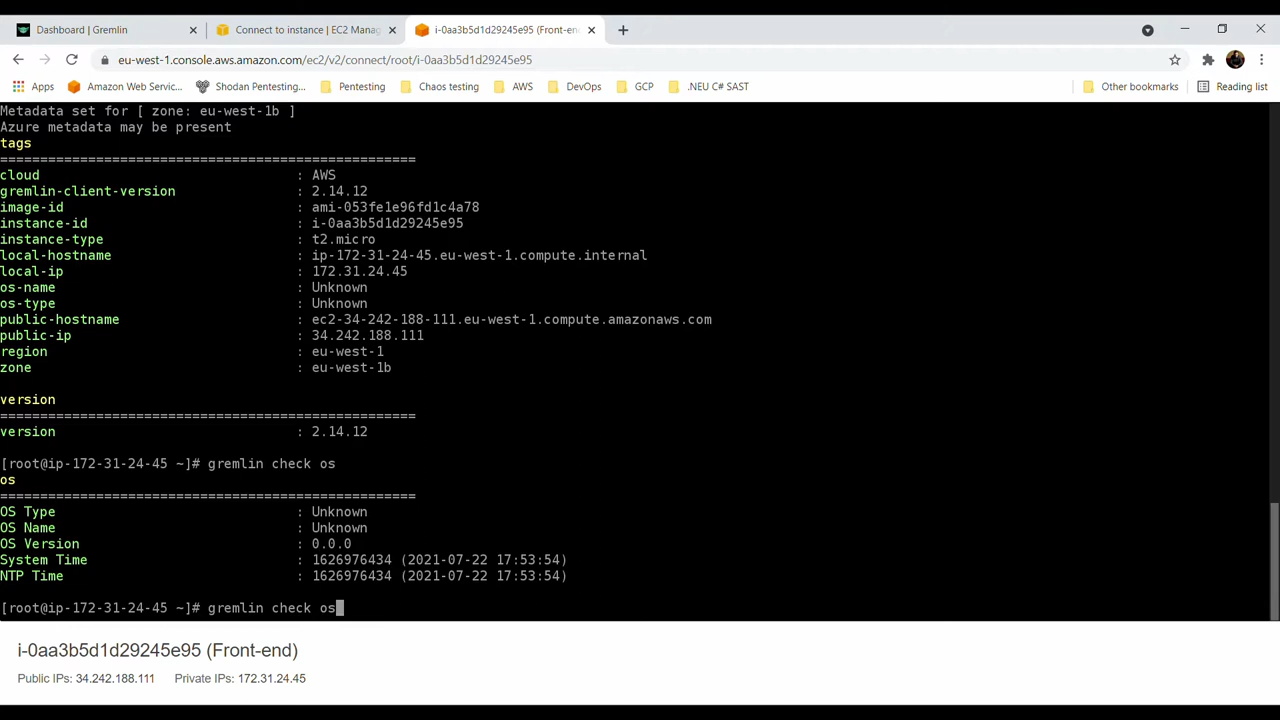 Dashboard | Gremlin
Connect to instance | EC2 Manag
i-0aa3b5d1d29245e95 (Front-en
eu-west-1.console.aws.amazon.com/ec2/v2/connect/root/i-0aa3b5d1d29245e95
Apps Amazon Web Servic... Shodan Pentesting... Pentesting Chaos testing AWS DevOps GCP .NEU C# SAST Other bookmarks Reading list
Metadata set for [ zone: eu-west-1b ]
Azure metadata may be present
tags
====================================================
cloud : AWS
gremlin-client-version : 2.14.12
image-id : ami-053fe1e96fd1c4a78
instance-id : i-0aa3b5d1d29245e95
instance-type : t2.micro
local-hostname : ip-172-31-24-45.eu-west-1.compute.internal
local-ip : 172.31.24.45
os-name : Unknown
os-type : Unknown
public-hostname : ec2-34-242-188-111.eu-west-1.compute.amazonaws.com
public-ip : 34.242.188.111
region : eu-west-1
zone : eu-west-1b
version
====================================================
version : 2.14.12
[root@ip-172-31-24-45 ~]# gremlin check os
os
====================================================
OS Type : Unknown
OS Name : Unknown
OS Version : 0.0.0
System Time : 1626976434 (2021-07-22 17:53:54)
NTP Time : 1626976434 (2021-07-22 17:53:54)
[root@ip-172-31-24-45 ~]# gremlin check os
i-0aa3b5d1d29245e95 (Front-end)
Public IPs: 34.242.188.111 Private IPs: 172.31.24.45